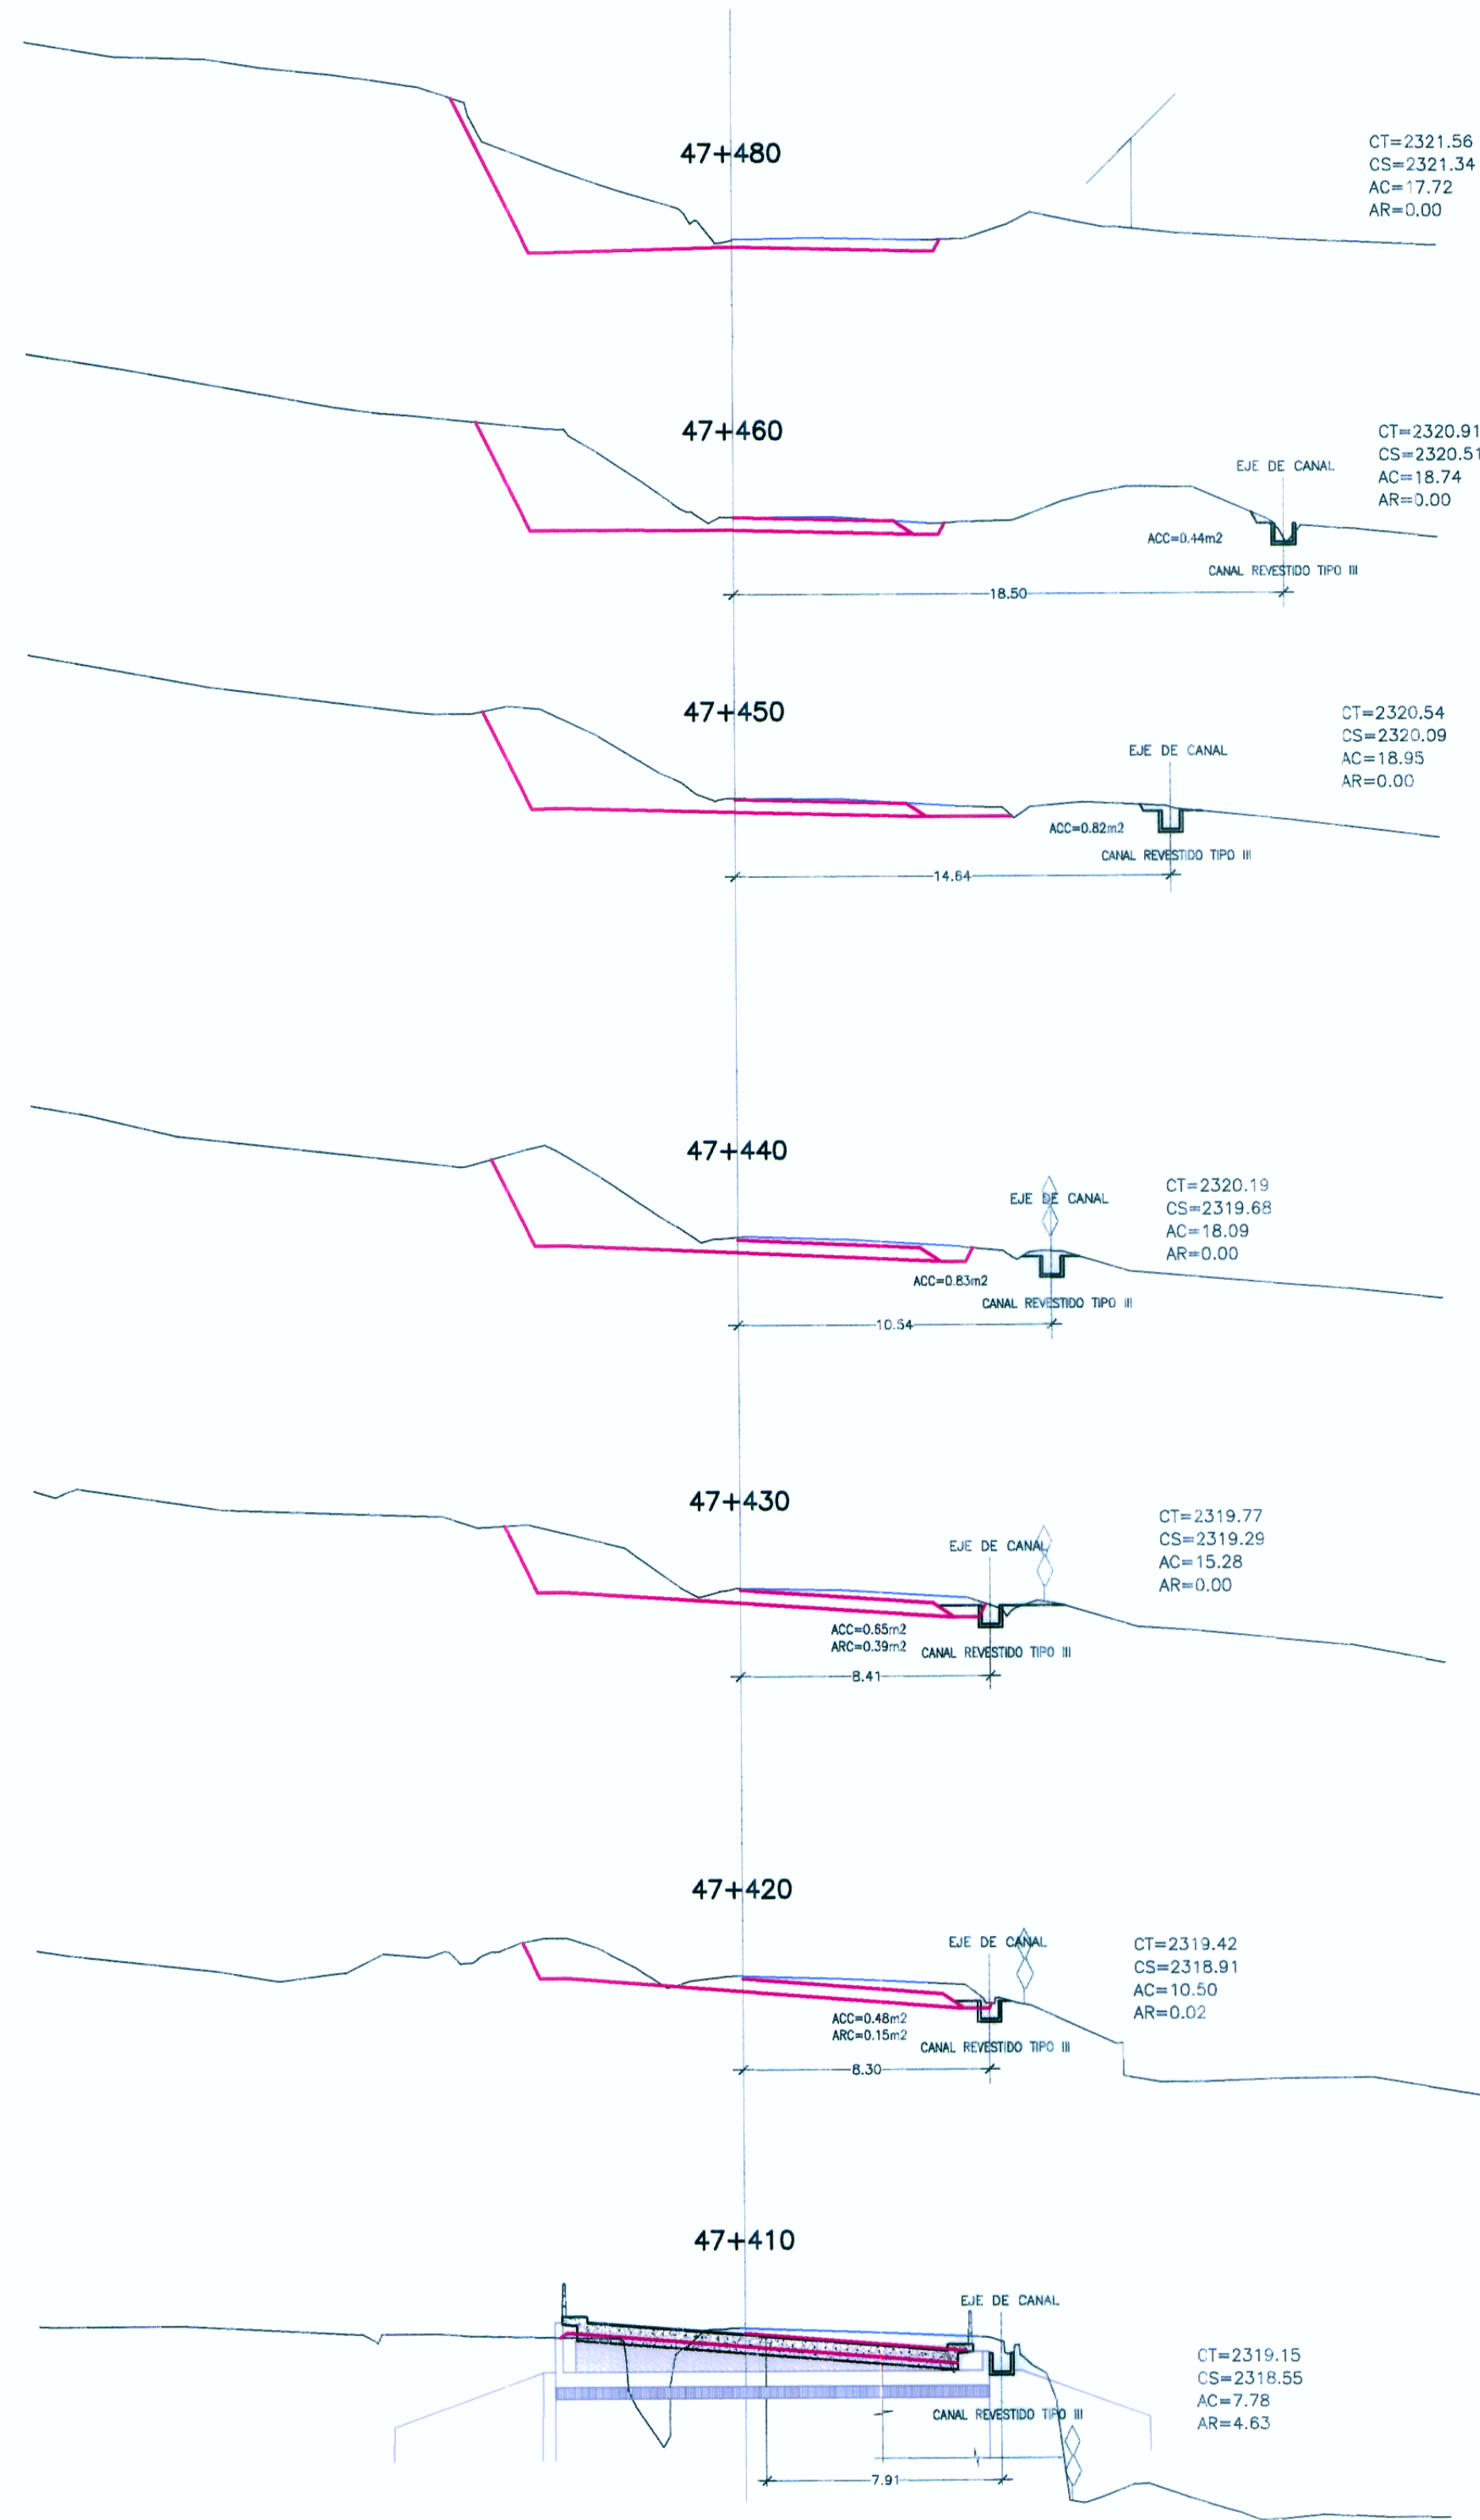 47+480
CT=2321.56
CS=2321.34
AC=17.72
AR=0.00
47+460
CT=2320.91
CS=2320.51
AC=18.74
AR=0.00
EJE DE CANAL
ACC=0.44m2
CANAL REVESTIDO TIPO III
18.50
47+450
CT=2320.54
CS=2320.09
AC=18.95
AR=0.00
EJE DE CANAL
ACC=0.82m2
CANAL REVESTIDO TIPO III
14.64
47+440
CT=2320.19
CS=2319.68
AC=18.09
AR=0.00
EJE DE CANAL
ACC=0.83m2
CANAL REVESTIDO TIPO III
10.54
47+430
CT=2319.77
CS=2319.29
AC=15.28
AR=0.00
EJE DE CANAL
ACC=0.65m2
ARC=0.39m2
CANAL REVESTIDO TIPO III
8.41
47+420
CT=2319.42
CS=2318.91
AC=10.50
AR=0.02
EJE DE CANAL
ACC=0.48m2
ARC=0.15m2
CANAL REVESTIDO TIPO III
8.30
47+410
EJE DE CANAL
CT=2319.15
CS=2318.55
AC=7.78
AR=4.63
CANAL REVESTIDO TIPO III
7.91